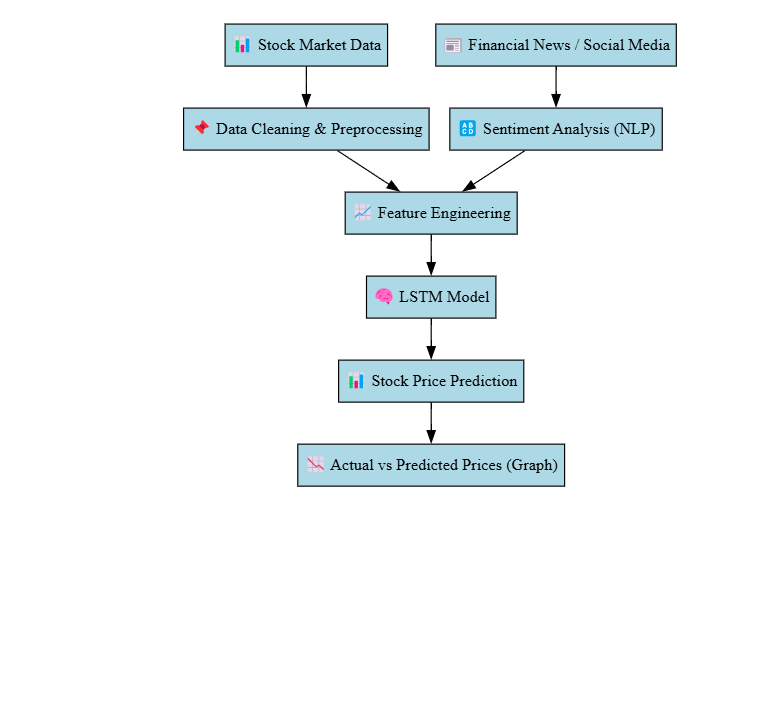 Stock Market Data
Financial News / Social Media
Data Cleaning & Preprocessing
Sentiment Analysis (NLP)
Feature Engineering
LSTM Model
Stock Price Prediction
Actual vs Predicted Prices (Graph)